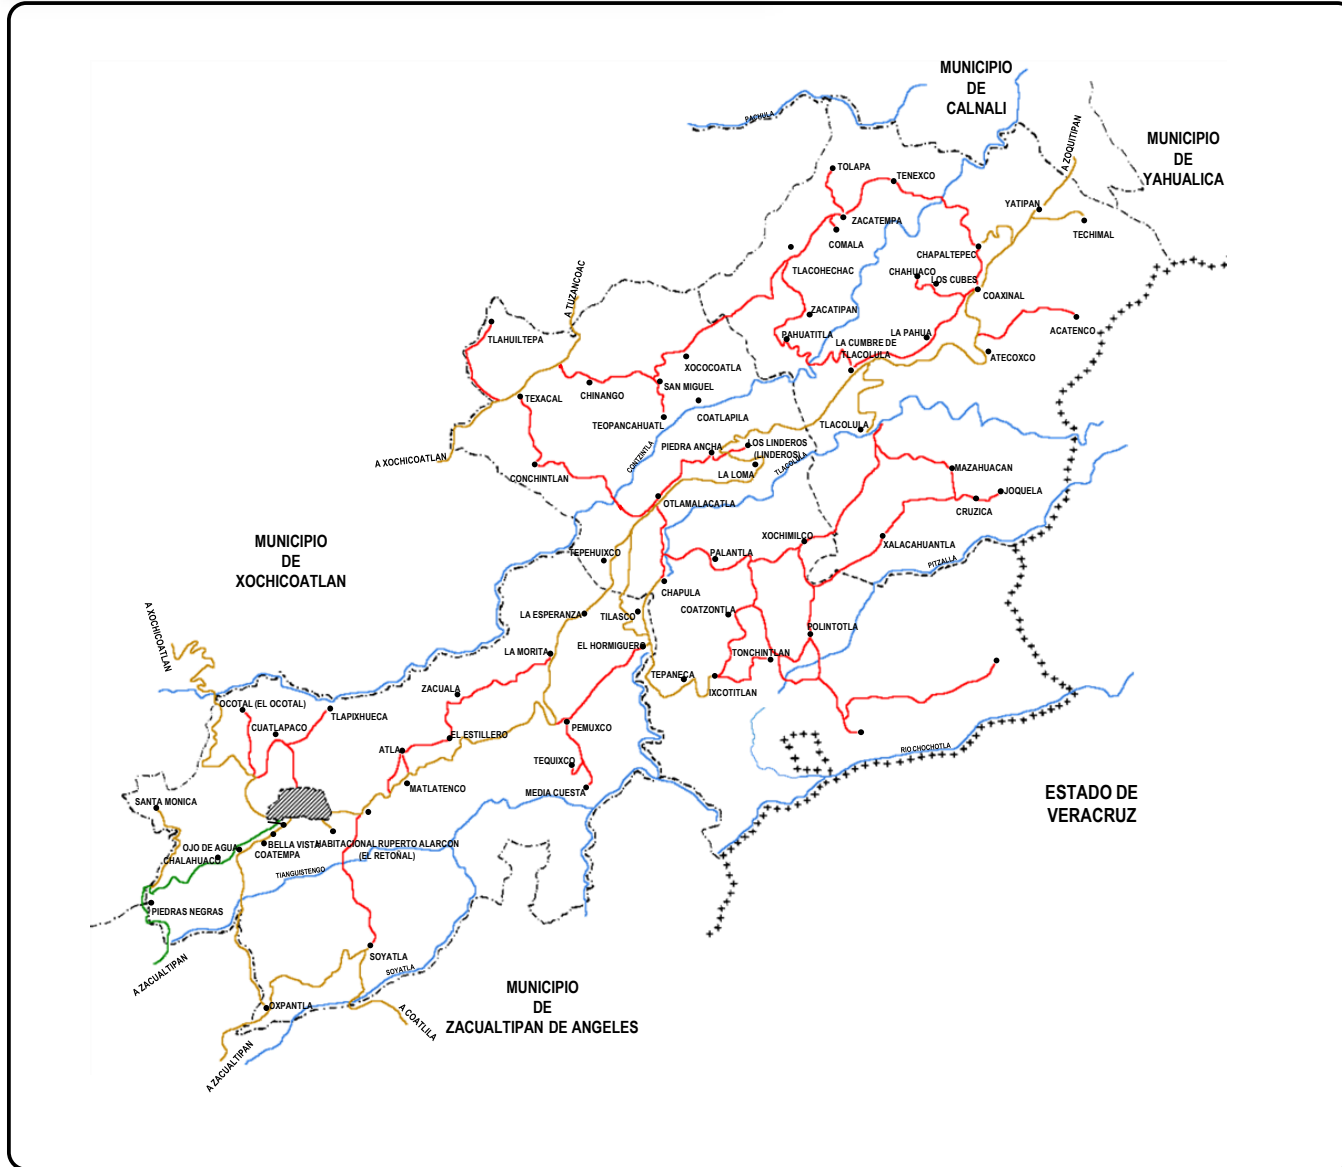 MUNICIPIO
DE
CALNALI
MUNICIPIO
DE
YAHUALICA
PACHULA
A ZOQUITIPAN
TOLAPA
TENEXCO
YATIPAN
TECHIMAL
ZACATEMPA
COMALA
CHAPALTEPEC
TLACOHECHAC
CHAHUACO
LOS CUBES
COAXINAL
A TUZANCOAC
ZACATIPAN
ACATENCO
TLAHUILTEPA
PAHUATITLA
LA PAHUA
LA CUMBRE DE
TLACOLULA
ATECOXCO
XOCOCOATLA
SAN MIGUEL
CHINANGO
TEXACAL
COATLAPILA
TEOPANCAHUATL
TLACOLULA
A XOCHICOATLAN
CONTZINTLA
PIEDRA ANCHA
LOS LINDEROS
(LINDEROS)
LA LOMA
TLACOLULA
CONCHINTLAN
MAZAHUACAN
JOQUELA
CRUZICA
OTLAMALACATLA
XOCHIMILCO
XALACAHUANTLA
MUNICIPIO
DE
XOCHICOATLAN
TEPEHUIXCO
PALANTLA
PITZALLA
CHAPULA
A XOCHICOATLAN
LA ESPERANZA
TILASCO
COATZONTLA
POLINTOTLA
LA MORITA
EL HORMIGUERO
TONCHINTLAN
TEPANECA
IXCOTITLAN
ZACUALA
OCOTAL (EL OCOTAL)
TLAPIXHUECA
CUATLAPACO
PEMUXCO
EL ESTILLERO
ATLA
RIO CHOCHOTLA
TEQUIXCO
MATLATENCO
MEDIA CUESTA
ESTADO DE
VERACRUZ
SANTA MONICA
OJO DE AGUA
BELLA VISTA
HABITACIONAL RUPERTO ALARCON
(EL RETOÑAL)
COATEMPA
CHALAHUACO
TIANGUISTENGO
PIEDRAS NEGRAS
SOYATLA
SOYATLA
A ZACUALTIPAN
MUNICIPIO
DE
ZACUALTIPAN DE ANGELES
OXPANTLA
A COATLILA
A ZACUALTIPAN